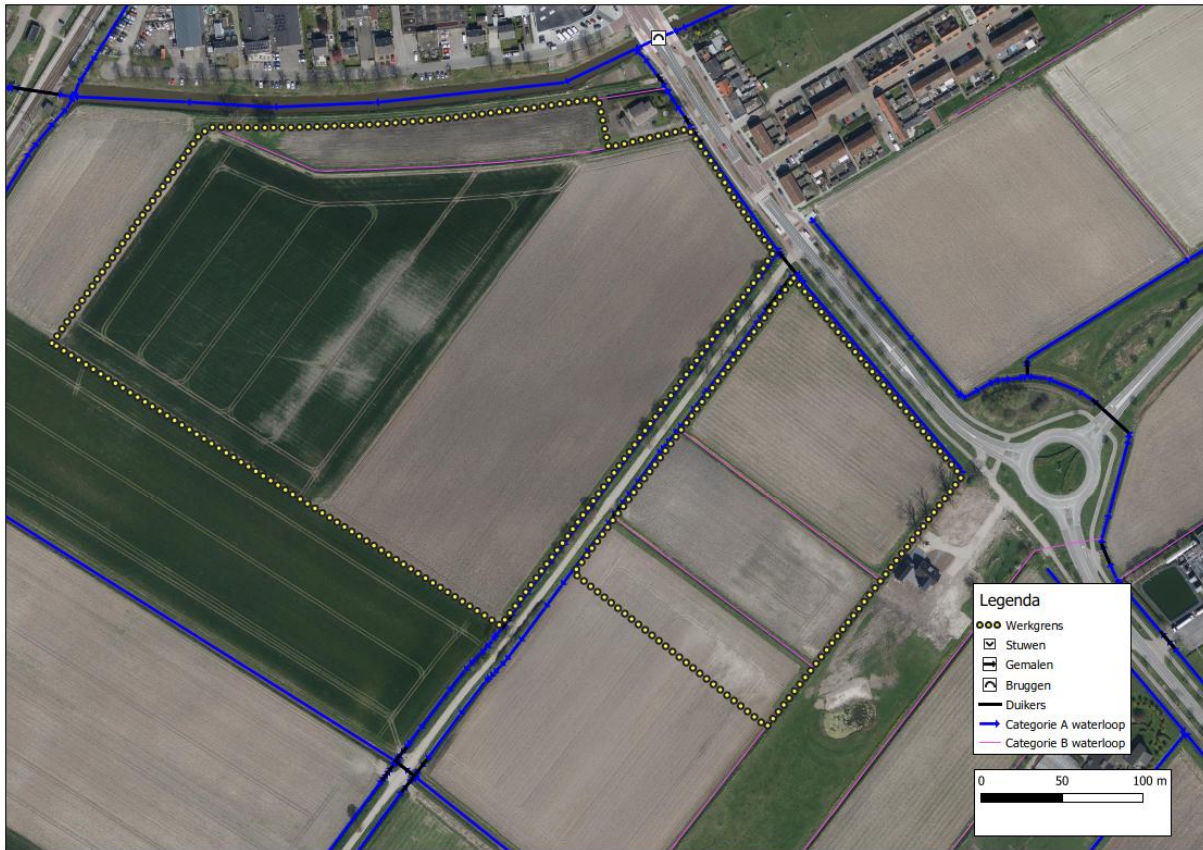 Legenda
Werkgrens
Stuwen
Gemalen
Bruggen
Duikers
Categorie A waterloop
Categorie B waterloop
0 50 100 m